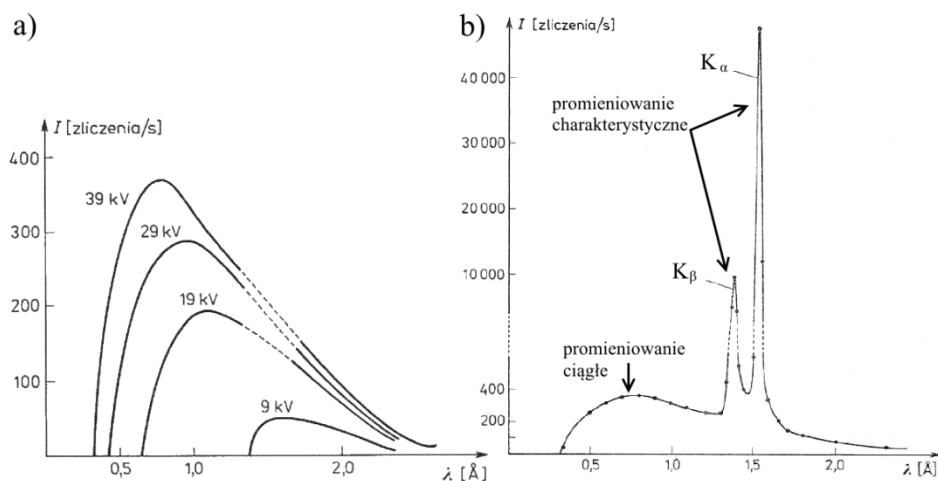 a)
I [zliczenia/s]
400
300
200
100
39 kV
29 kV
19 kV
9 kV
0,5
1,0
2,0
λ [Å]
b)
I [zliczenia/s]
40 000
30 000
20 000
10 000
400
200
K α
promieniowanie
charakterystyczne
K β
promieniowanie
ciągłe
0,5
1,0
1,5
2,0
λ [Å]